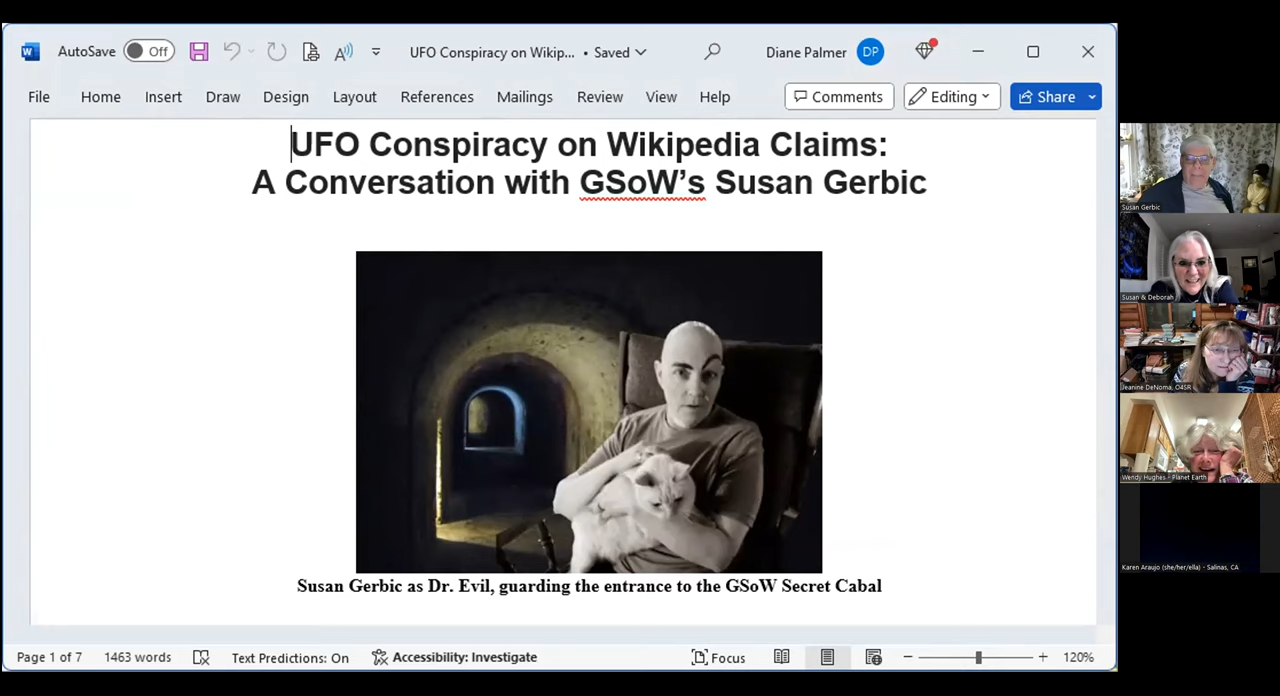 AutoSave Off
UFO Conspiracy on Wikip... • Saved
Diane Palmer DP
File Home Insert Draw Design Layout References Mailings Review View Help
Comments Editing Share
UFO Conspiracy on Wikipedia Claims:
A Conversation with GSoW's Susan Gerbic
Susan Gerbic as Dr. Evil, guarding the entrance to the GSoW Secret Cabal
Page 1 of 7 1463 words Text Predictions: On Accessibility: Investigate Focus 120%
Susan Gerbic
Susan & Deborah
Jeanine DeNoma, O4SR
Wendy Hughes - Planet Earth
Karen Araujo (she/her/ella) - Salinas, CA